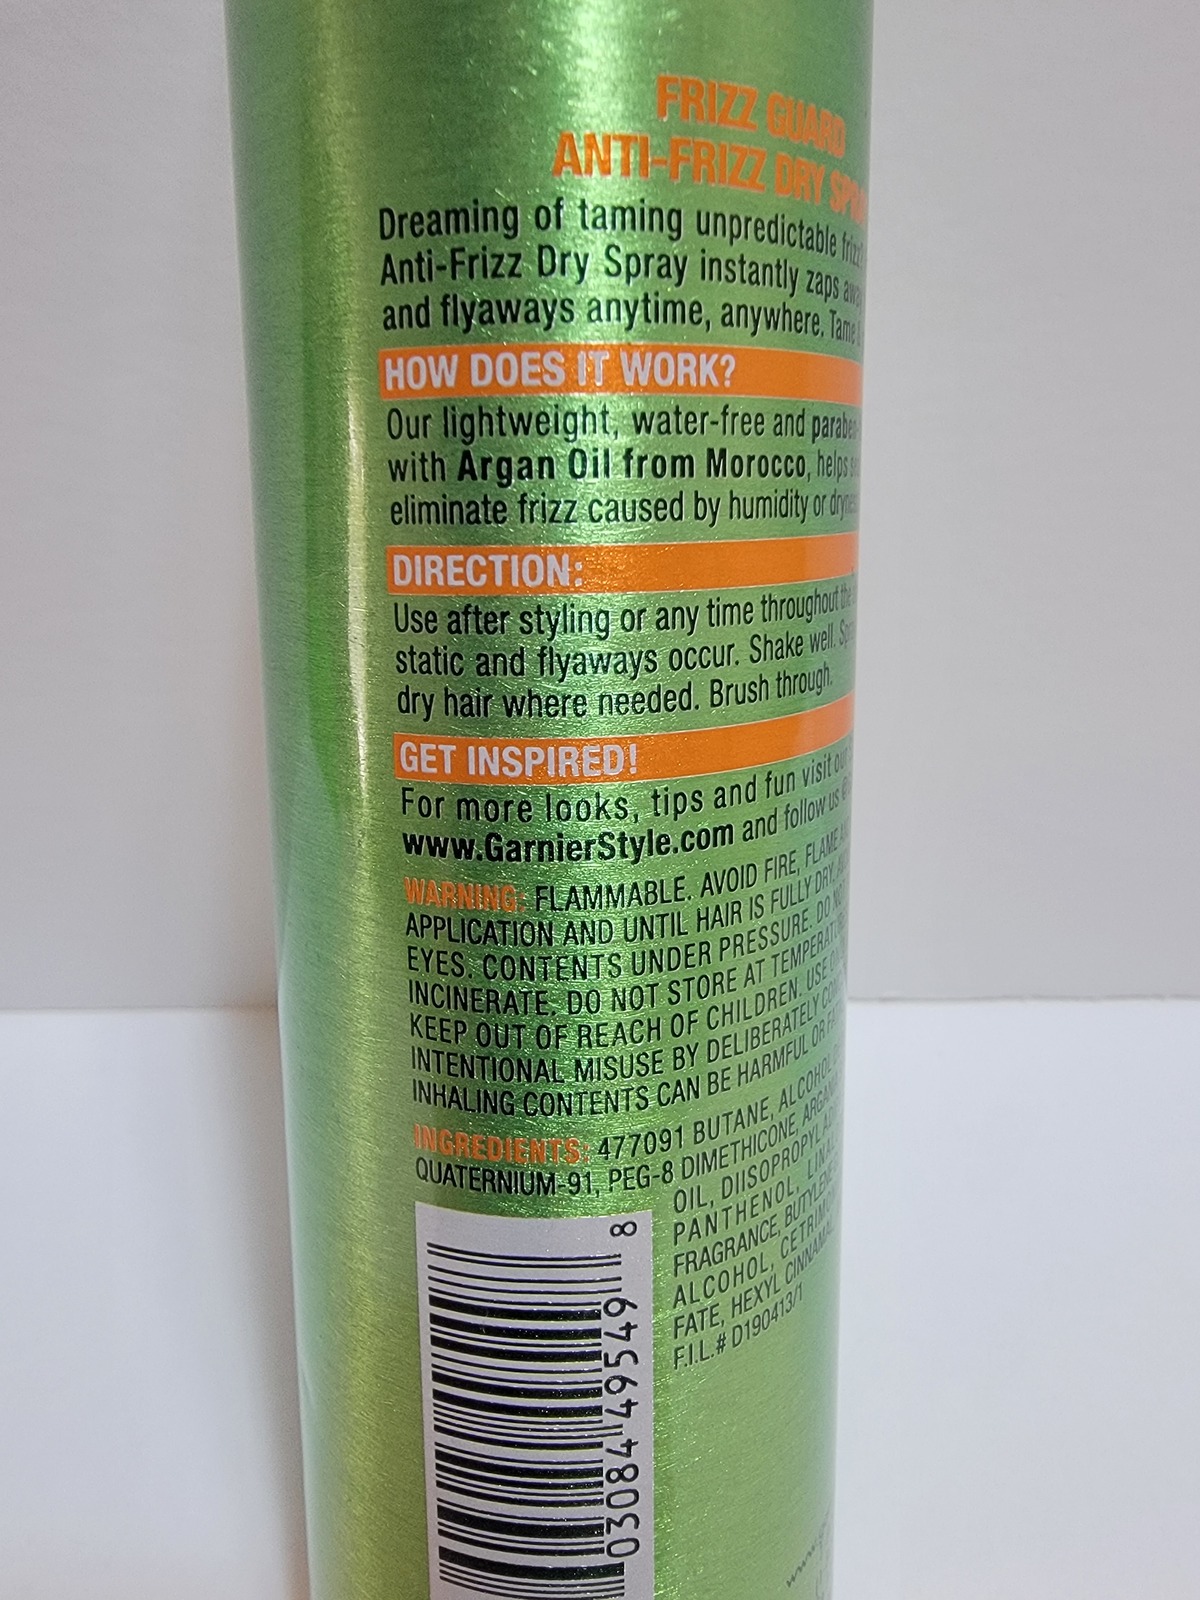 FRIZZ GUARD
ANTI-FRIZZ DRY
Dreaming of taming unpredictable
Anti-Frizz Dry Spray instantly zaps
and flyaways anytime, anywhere. Tame
HOW DOES IT WORK?
Our lightweight, water-free and
with Argan Oil from Morocco, helps
eliminate frizz caused by humidity or
DIRECTION:
Use after styling or any time throughout
static and flyaways occur. Shake well.
dry hair where needed. Brush through.
GET INSPIRED!
For more looks, tips and fun visit our
www.GarnierStyle.com and follow us
WARNING: FLAMMABLE. AVOID FIRE, FLAME
APPLICATION AND UNTIL HAIR IS FULLY DRY.
EYES. CONTENTS UNDER PRESSURE. DO
INCINERATE. DO NOT STORE AT
KEEP OUT OF REACH OF CHILDREN. USE
INTENTIONAL MISUSE BY DELIBERATELY
INHALING CONTENTS CAN BE HARMFUL OR
INGREDIENTS: 477091 BUTANE, ALCOHOL
QUATERNIUM-91, PEG-8 DIMETHICONE,
OIL, DIISOPROPYL
PANTHENOL,
FRAGRANCE,
ALCOHOL,
FATE, HEXYL
F.I.L.# D190413/1
03084 49549 8